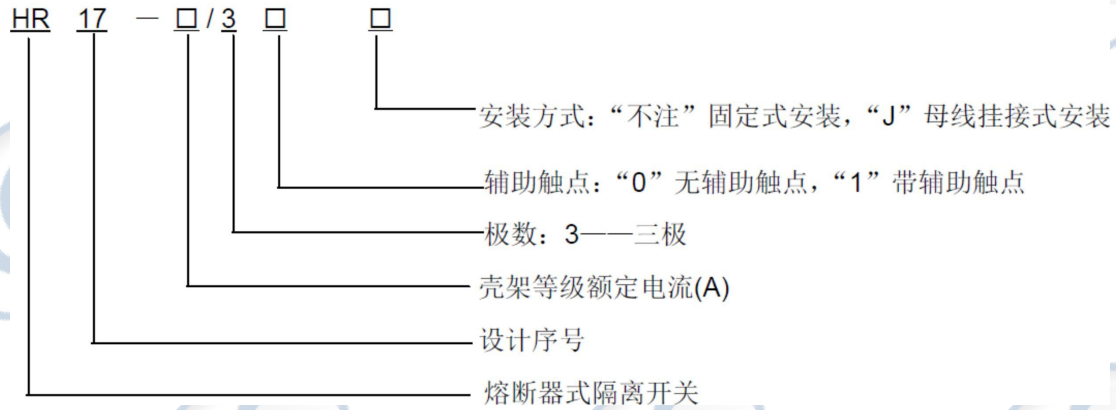 HR 17 — □ / 3 □ □
安装方式：“不注”固定式安装，“J”母线挂接式安装
辅助触点：“0”无辅助触点，“1”带辅助触点
极数：3——三极
壳架等级额定电流(A)
设计序号
熔断器式隔离开关